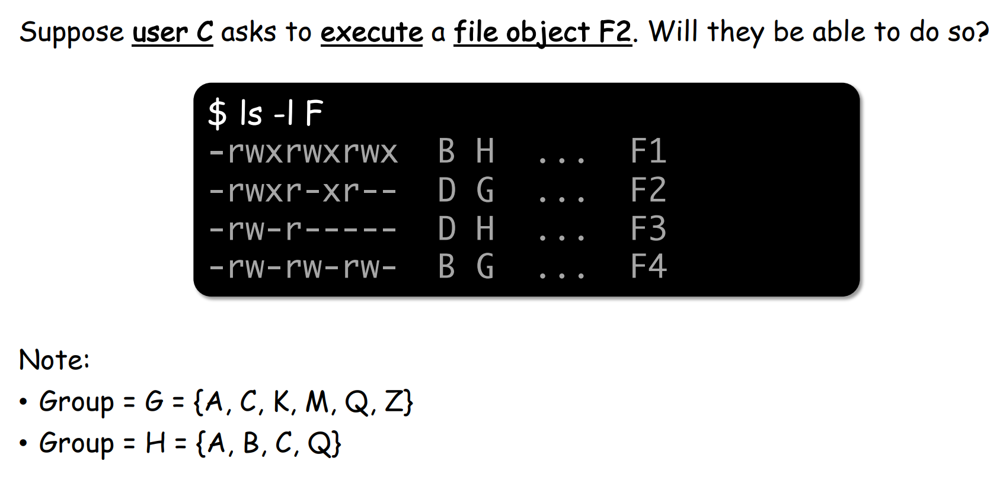 Suppose user C asks to execute a file object F2. Will they be able to do so?
$ ls -l F
-rwxrwxrwx B H ... F1
-rwxr-xr-- D G ... F2
-rw-r----- D H ... F3
-rw-rw-rw- B G ... F4
Note:
• Group = G = {A, C, K, M, Q, Z}
• Group = H = {A, B, C, Q}